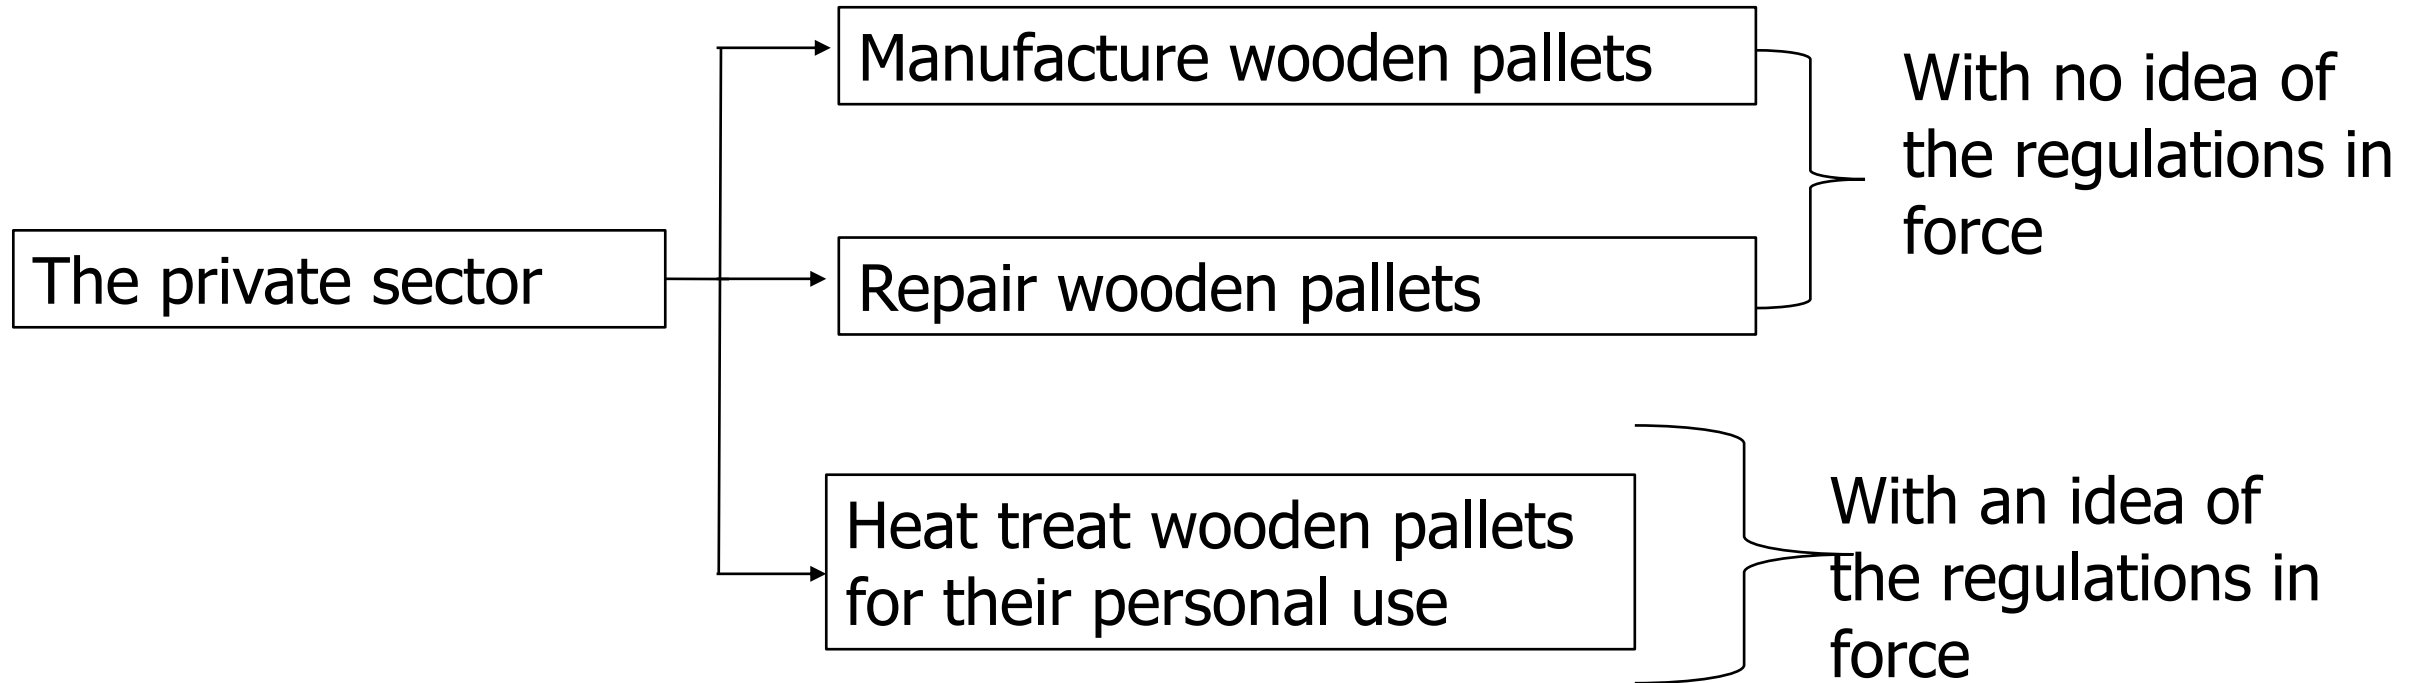 Manufacture wooden pallets
With no idea of
the regulations in
force
The private sector
Repair wooden pallets
Heat treat wooden pallets
for their personal use
With an idea of
the regulations in
force